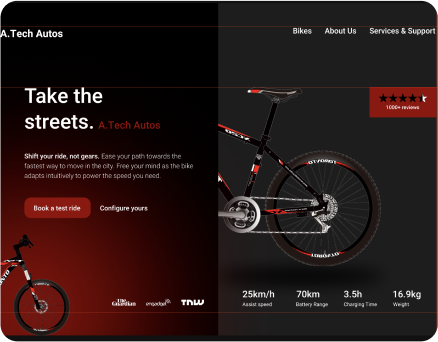 A.Tech Autos
Bikes
About Us
Services & Support
1000+ reviews
Take the
streets. A.Tech Autos
Shift your ride, not gears. Ease your path towards the
fastest way to move in the city. Free your mind as the bike
adapts intuitively to power the speed you need.
Book a test ride
Configure yours
The
Guardian
engadget
TNW
25km/h
Assist speed
70km
Battery Range
3.5h
Charging Time
16.9kg
Weight